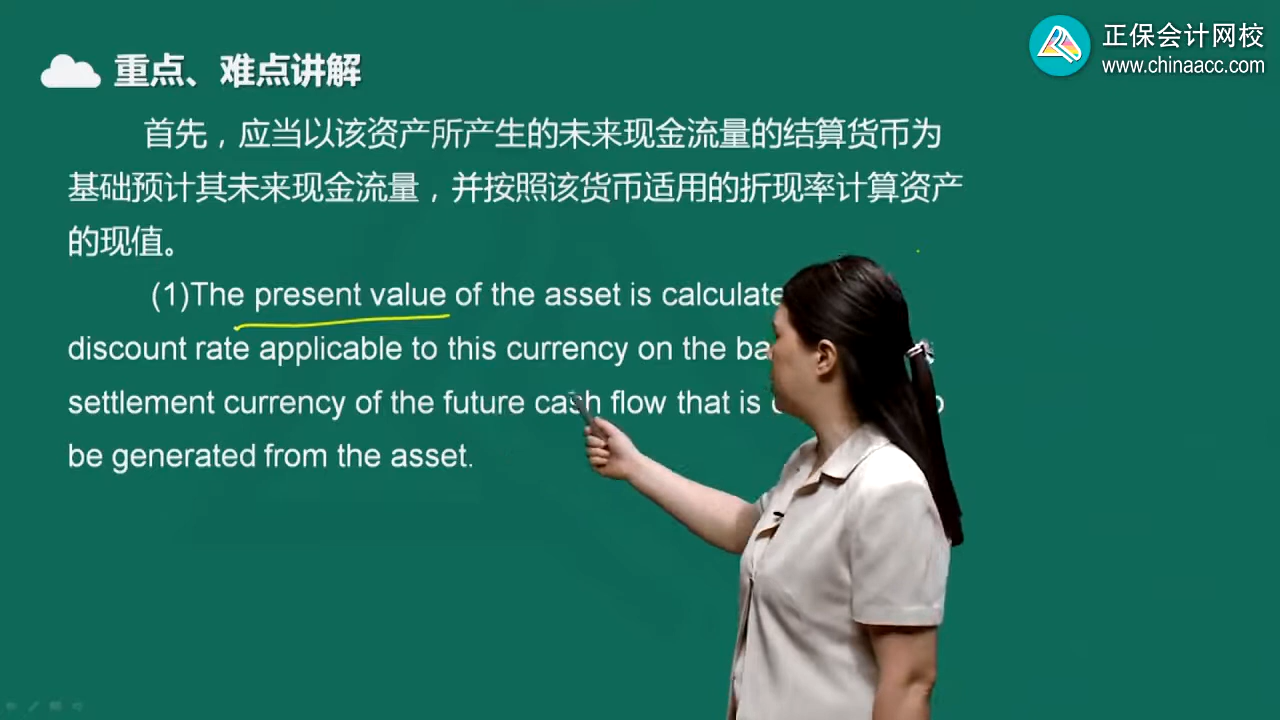 正保会计网校
www.chinaacc.com
重点、难点讲解
首先，应当以该资产所产生的未来现金流量的结算货币为
基础预计其未来现金流量，并按照该货币适用的折现率计算资产
的现值。
(1)The present value of the asset is
discount rate applicable to this currency on the
settlement currency of the future cash flow that is
be generated from the asset.